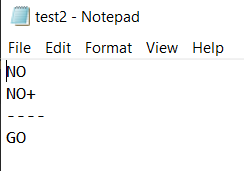 test2 - Notepad
File Edit Format View Help
NO
NO+
----
GO